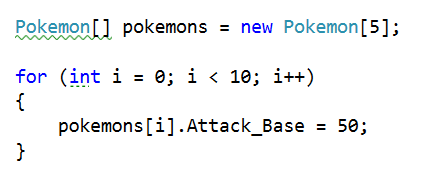 Pokemon[] pokemons = new Pokemon[5];
for (int i = 0; i < 10; i++)
{
    pokemons[i].Attack_Base = 50;
}